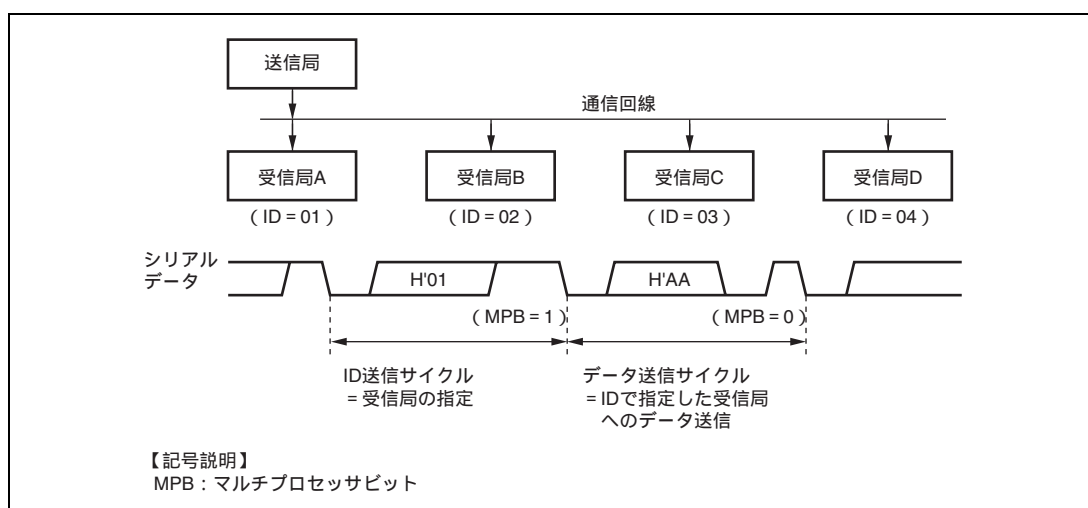 送信局
通信回線
受信局A
受信局B
受信局C
受信局D
( ID = 01 )
( ID = 02 )
( ID = 03 )
( ID = 04 )
シリアル
データ
H'01
H'AA
( MPB = 1 )
( MPB = 0 )
ID送信サイクル
= 受信局の指定
データ送信サイクル
= IDで指定した受信局
へのデータ送信
【記号説明】
MPB : マルチプロセッサビット